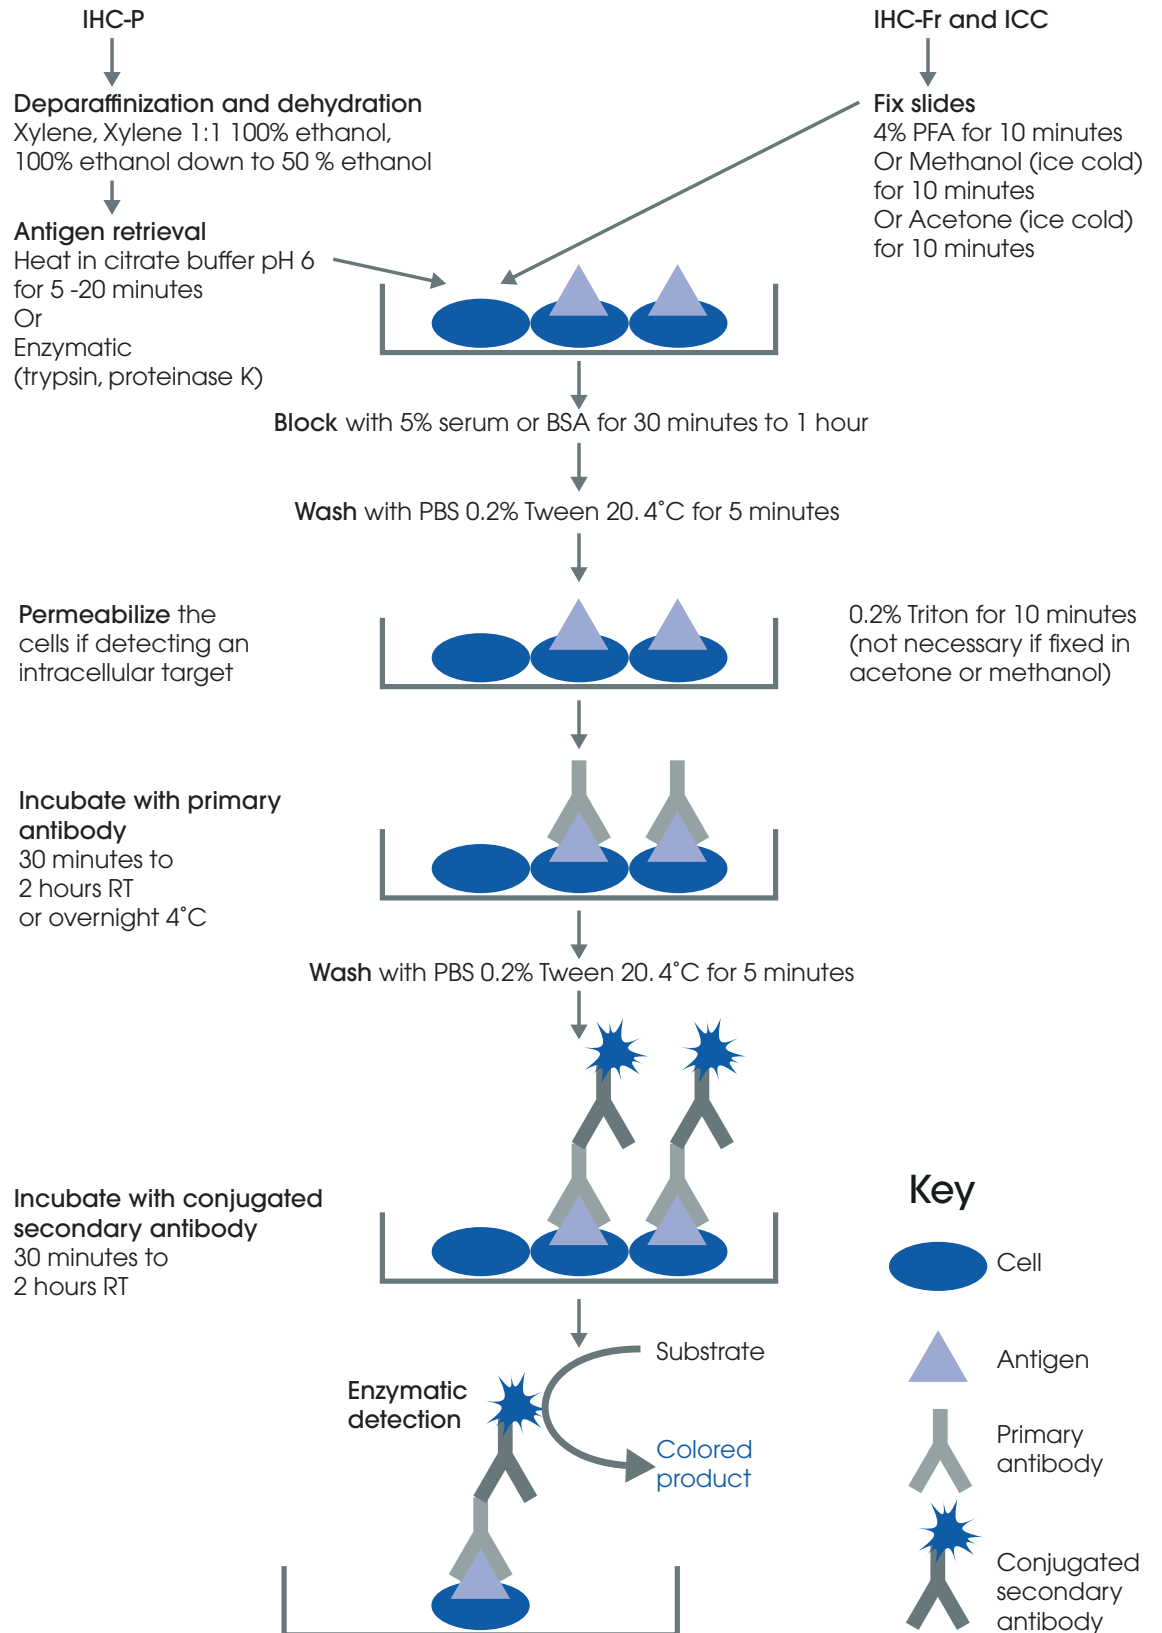 IHC-P
Deparaffinization and dehydration
Xylene, Xylene 1:1 100% ethanol,
100% ethanol down to 50 % ethanol
Antigen retrieval
Heat in citrate buffer pH 6
for 5 -20 minutes
Or
Enzymatic
(trypsin, proteinase K)
IHC-Fr and ICC
Fix slides
4% PFA for 10 minutes
Or Methanol (ice cold)
for 10 minutes
Or Acetone (ice cold)
for 10 minutes
Block with 5% serum or BSA for 30 minutes to 1 hour
Wash with PBS 0.2% Tween 20. 4˚C for 5 minutes
Permeabilize the
cells if detecting an
intracellular target
0.2% Triton for 10 minutes
(not necessary if fixed in
acetone or methanol)
Incubate with primary
antibody
30 minutes to
2 hours RT
or overnight 4˚C
Wash with PBS 0.2% Tween 20. 4˚C for 5 minutes
Incubate with conjugated
secondary antibody
30 minutes to
2 hours RT
Enzymatic
detection
Substrate
Colored
product
Key
Cell
Antigen
Primary
antibody
Conjugated
secondary
antibody